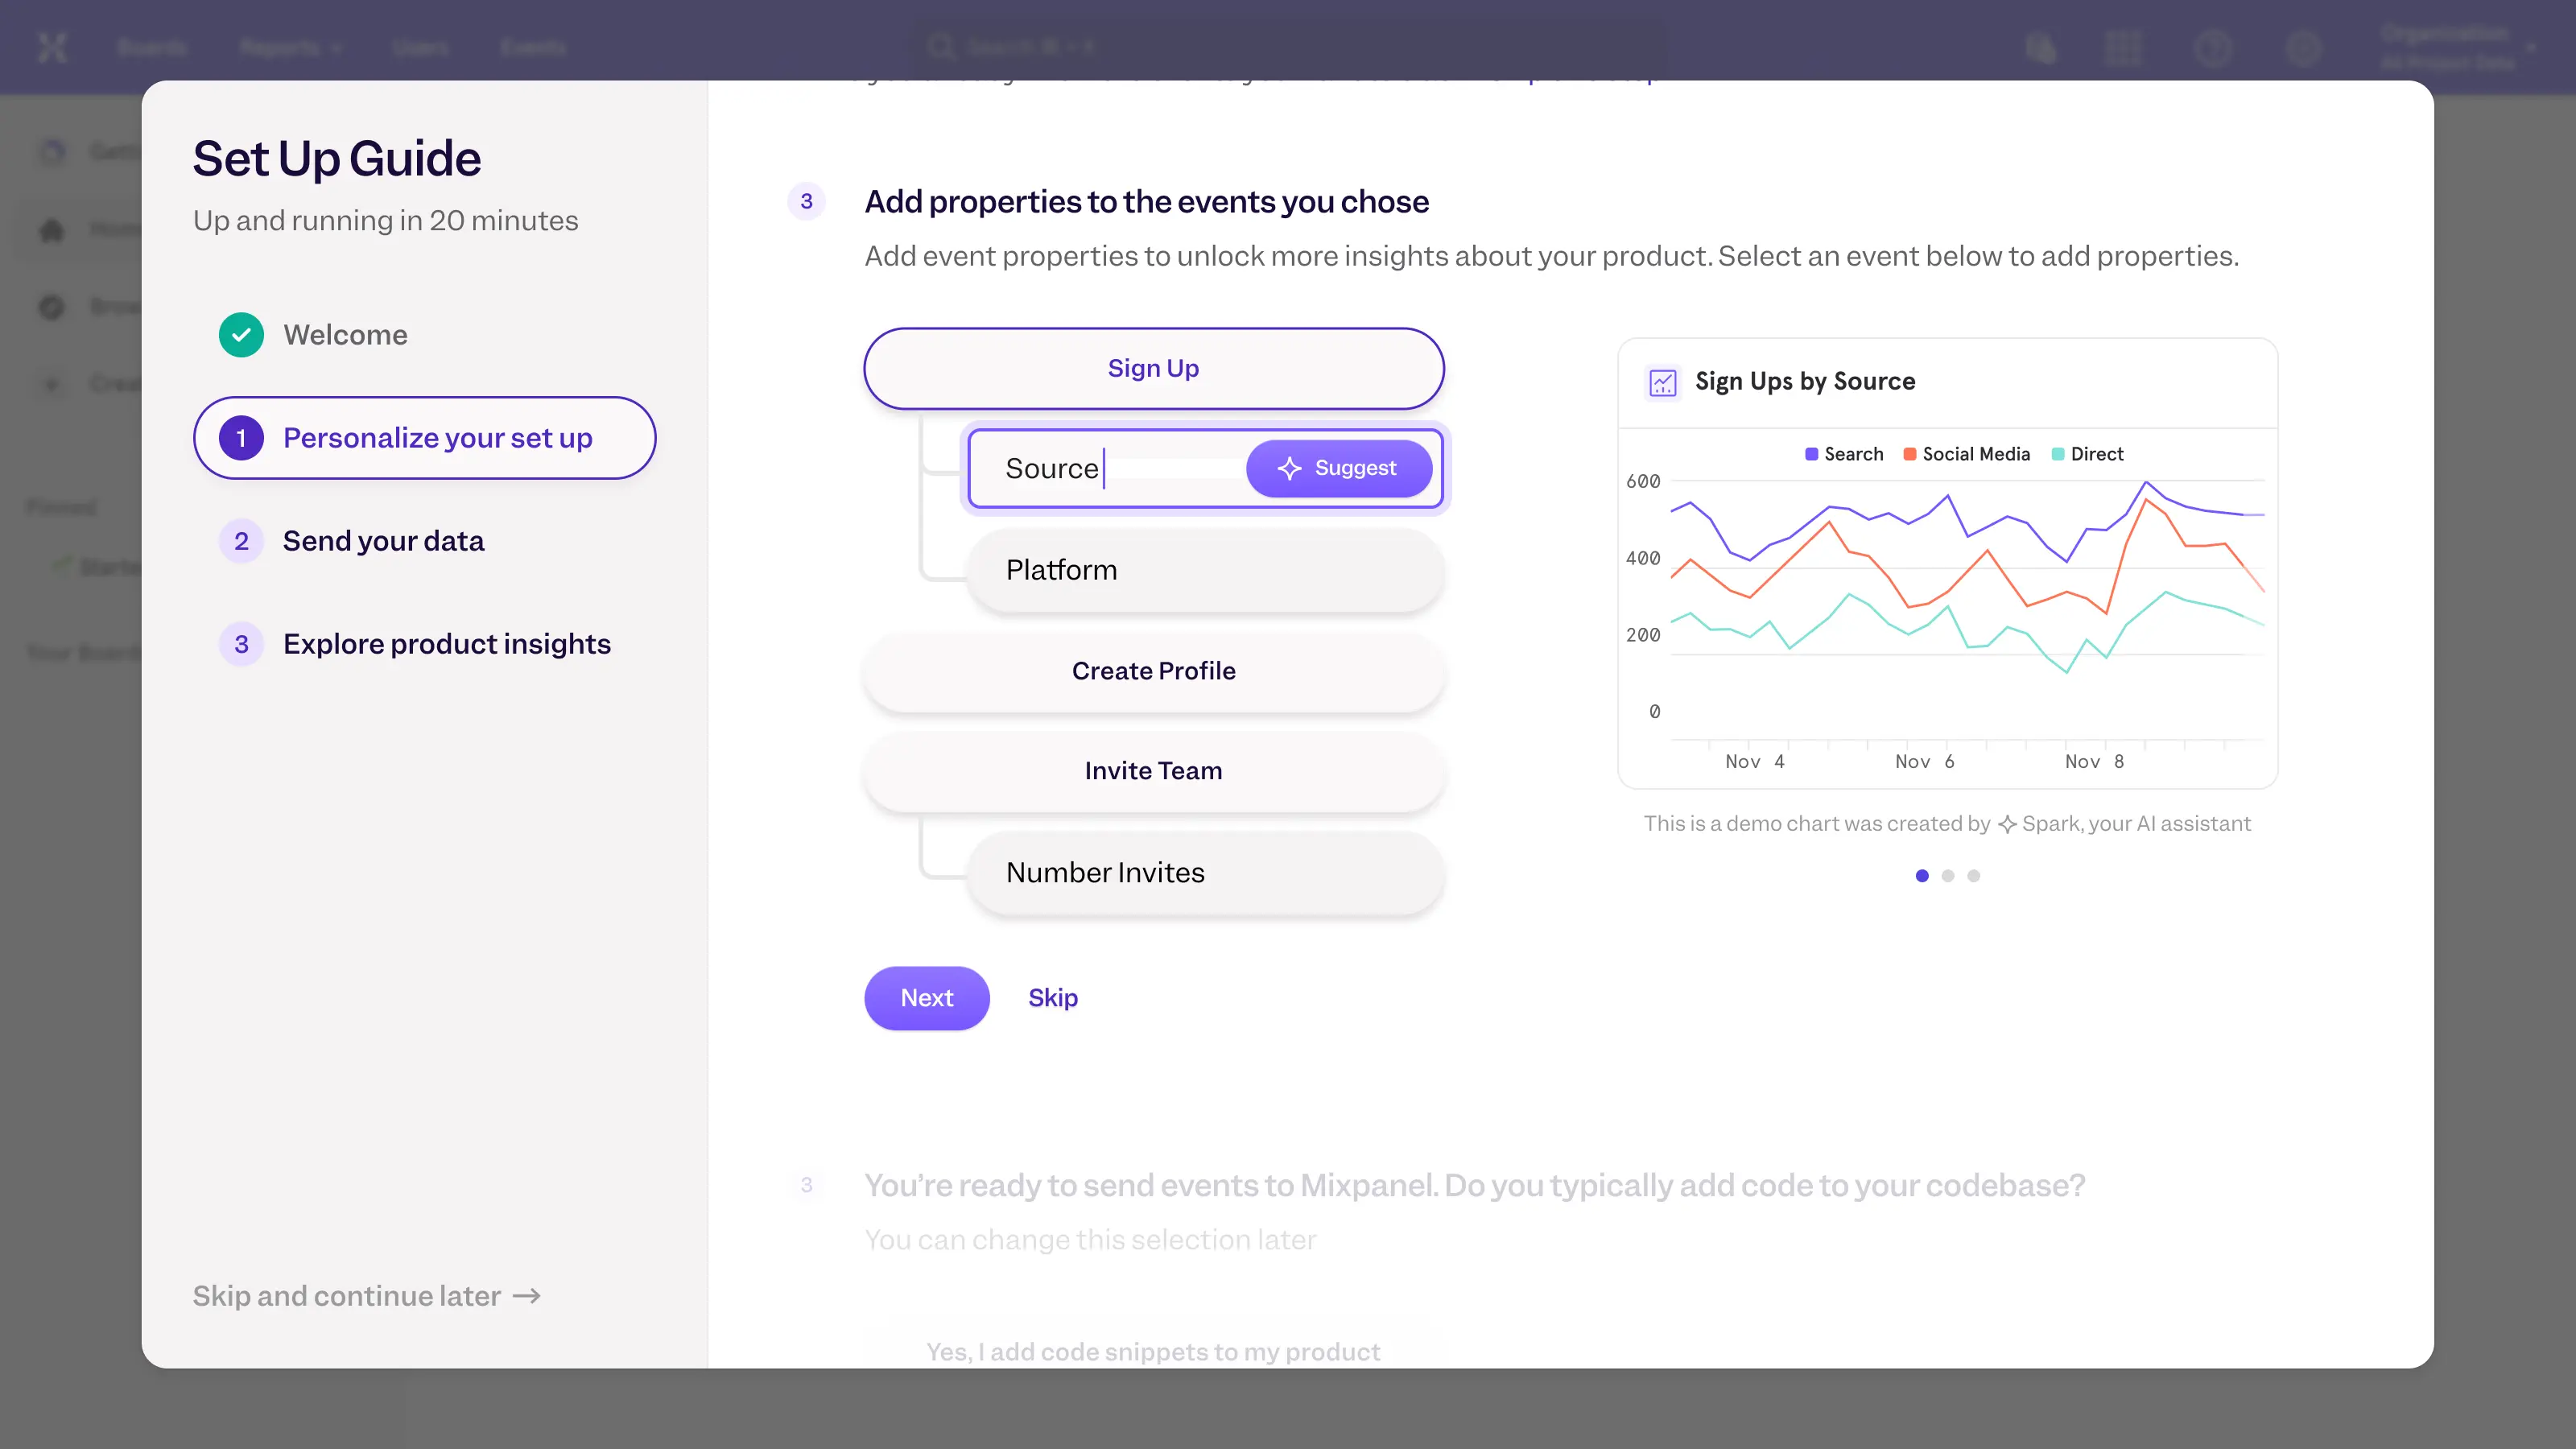 Boards
Reports
Users
Events
Search
Organization
Set Up Guide
Up and running in 20 minutes
Welcome
1 Personalize your set up
2 Send your data
3 Explore product insights
Skip and continue later →
3 Add properties to the events you chose
Add event properties to unlock more insights about your product. Select an event below to add properties.
Sign Up
Source
Suggest
Platform
Create Profile
Invite Team
Number Invites
Next
Skip
Sign Ups by Source
Search Social Media Direct
600
400
200
0
Nov 4 Nov 6 Nov 8
This is a demo chart was created by Spark, your AI assistant
3 You’re ready to send events to Mixpanel. Do you typically add code to your codebase?
You can change this selection later
Yes, I add code snippets to my product